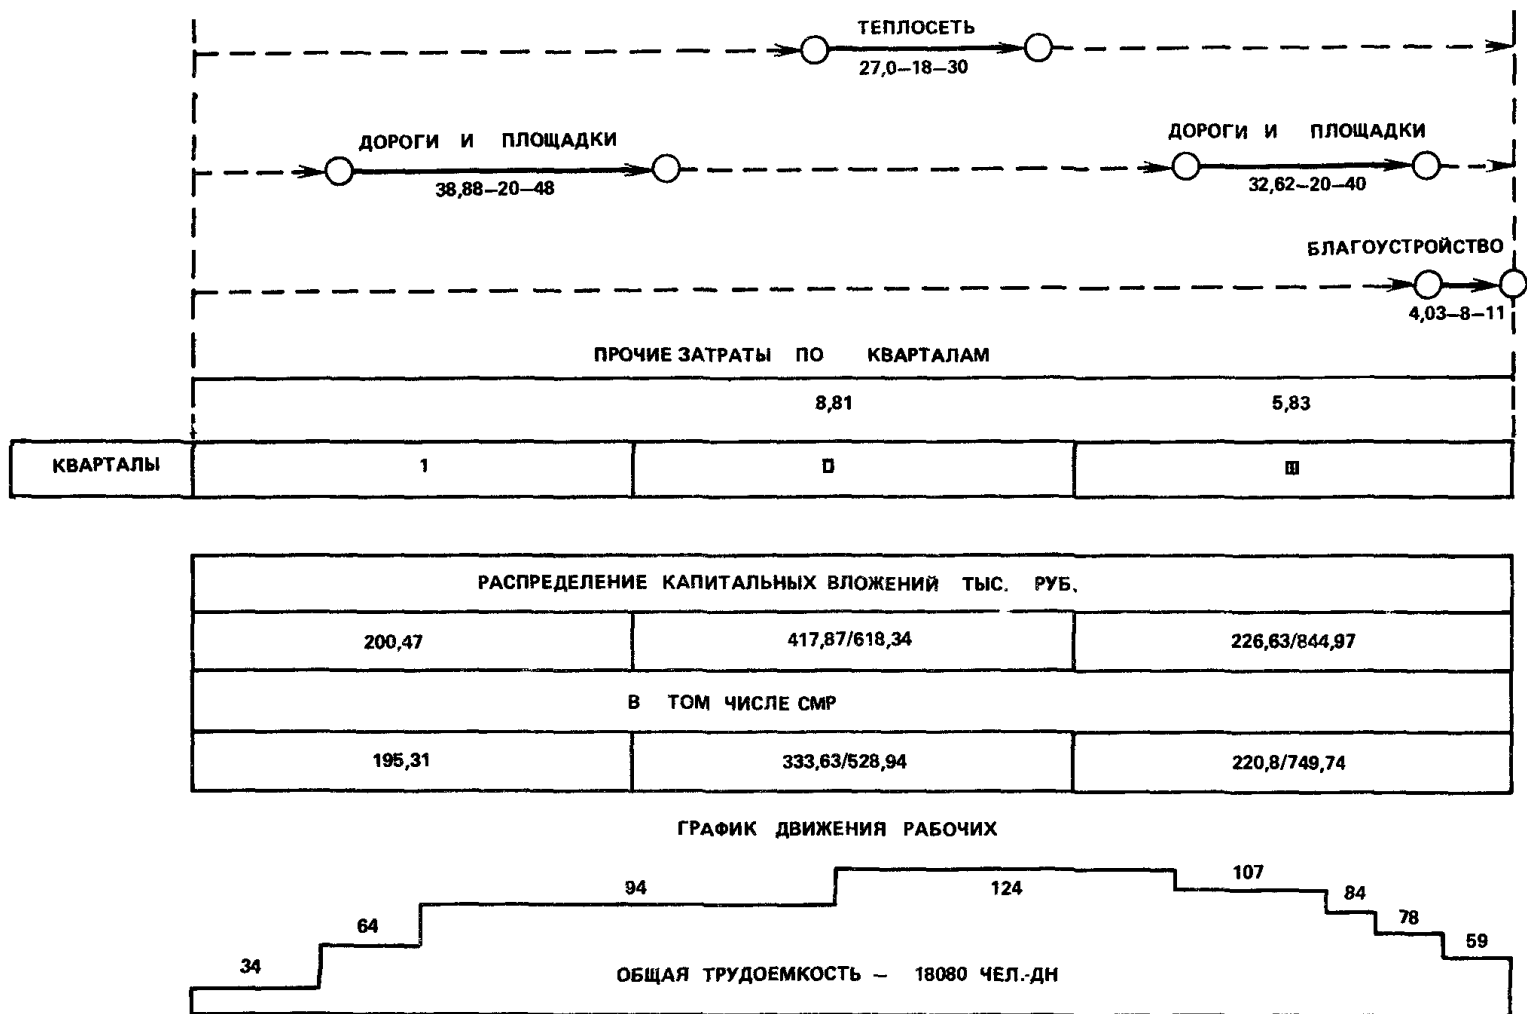 ТЕПЛОСЕТЬ
27,0–18–30
ДОРОГИ И ПЛОЩАДКИ
38,88–20–48
ДОРОГИ И ПЛОЩАДКИ
32,62–20–40
БЛАГОУСТРОЙСТВО
4,03–8–11
ПРОЧИЕ ЗАТРАТЫ ПО КВАРТАЛАМ
8,81 5,83
КВАРТАЛЫ 1 II III
РАСПРЕДЕЛЕНИЕ КАПИТАЛЬНЫХ ВЛОЖЕНИЙ ТЫС. РУБ.
200,47 417,87/618,34 226,63/844,97
В ТОМ ЧИСЛЕ СМР
195,31 333,63/528,94 220,8/749,74
ГРАФИК ДВИЖЕНИЯ РАБОЧИХ
34 64 94 124 107 84 78 59
ОБЩАЯ ТРУДОЕМКОСТЬ – 18080 ЧЕЛ.-ДН